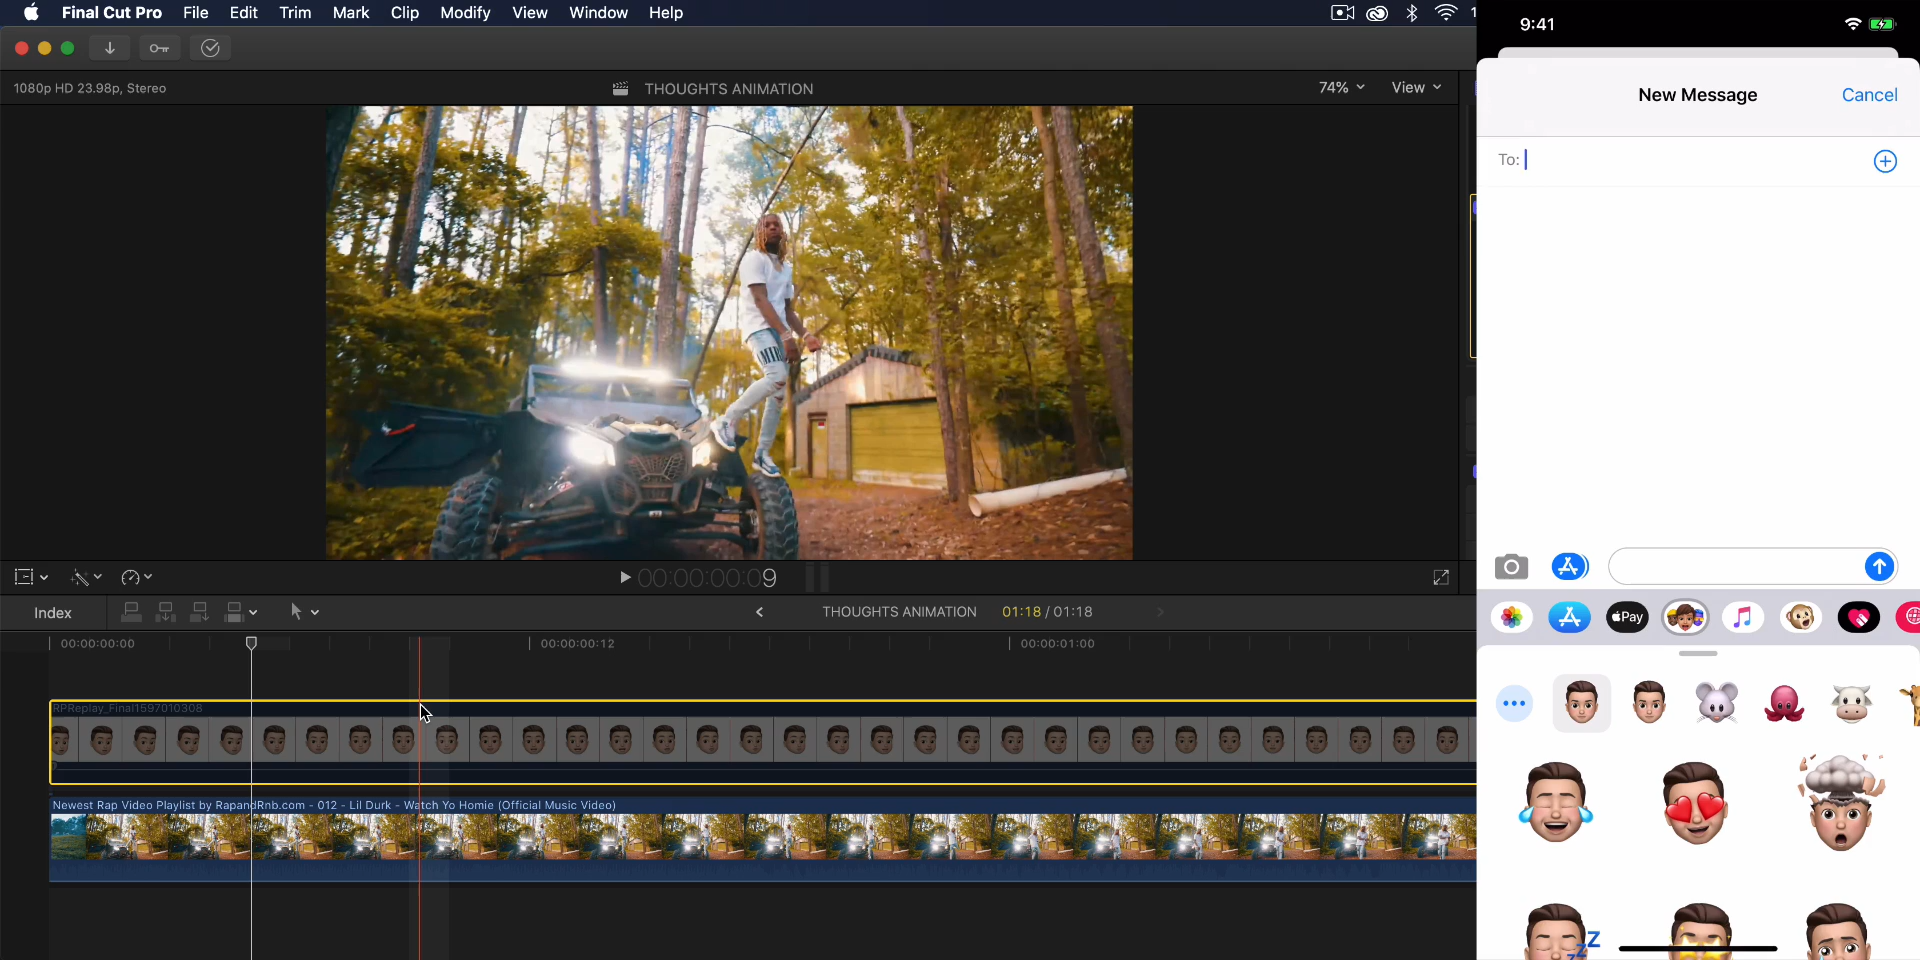 Final Cut Pro File Edit Trim Mark Clip Modify View Window Help
9:41
1080p HD 23.98p, Stereo
THOUGHTS ANIMATION
74% View
New Message
Cancel
To:
AMIRI
00:00:00:09
Index
THOUGHTS ANIMATION 01:18 / 01:18
Pay
00:00:00:00
00:00:00:12
00:00:01:00
RPReplay_Final1597010308
Newest Rap Video Playlist by RapandRnb.com - 012 - Lil Durk - Watch Yo Homie (Official Music Video)
z Z